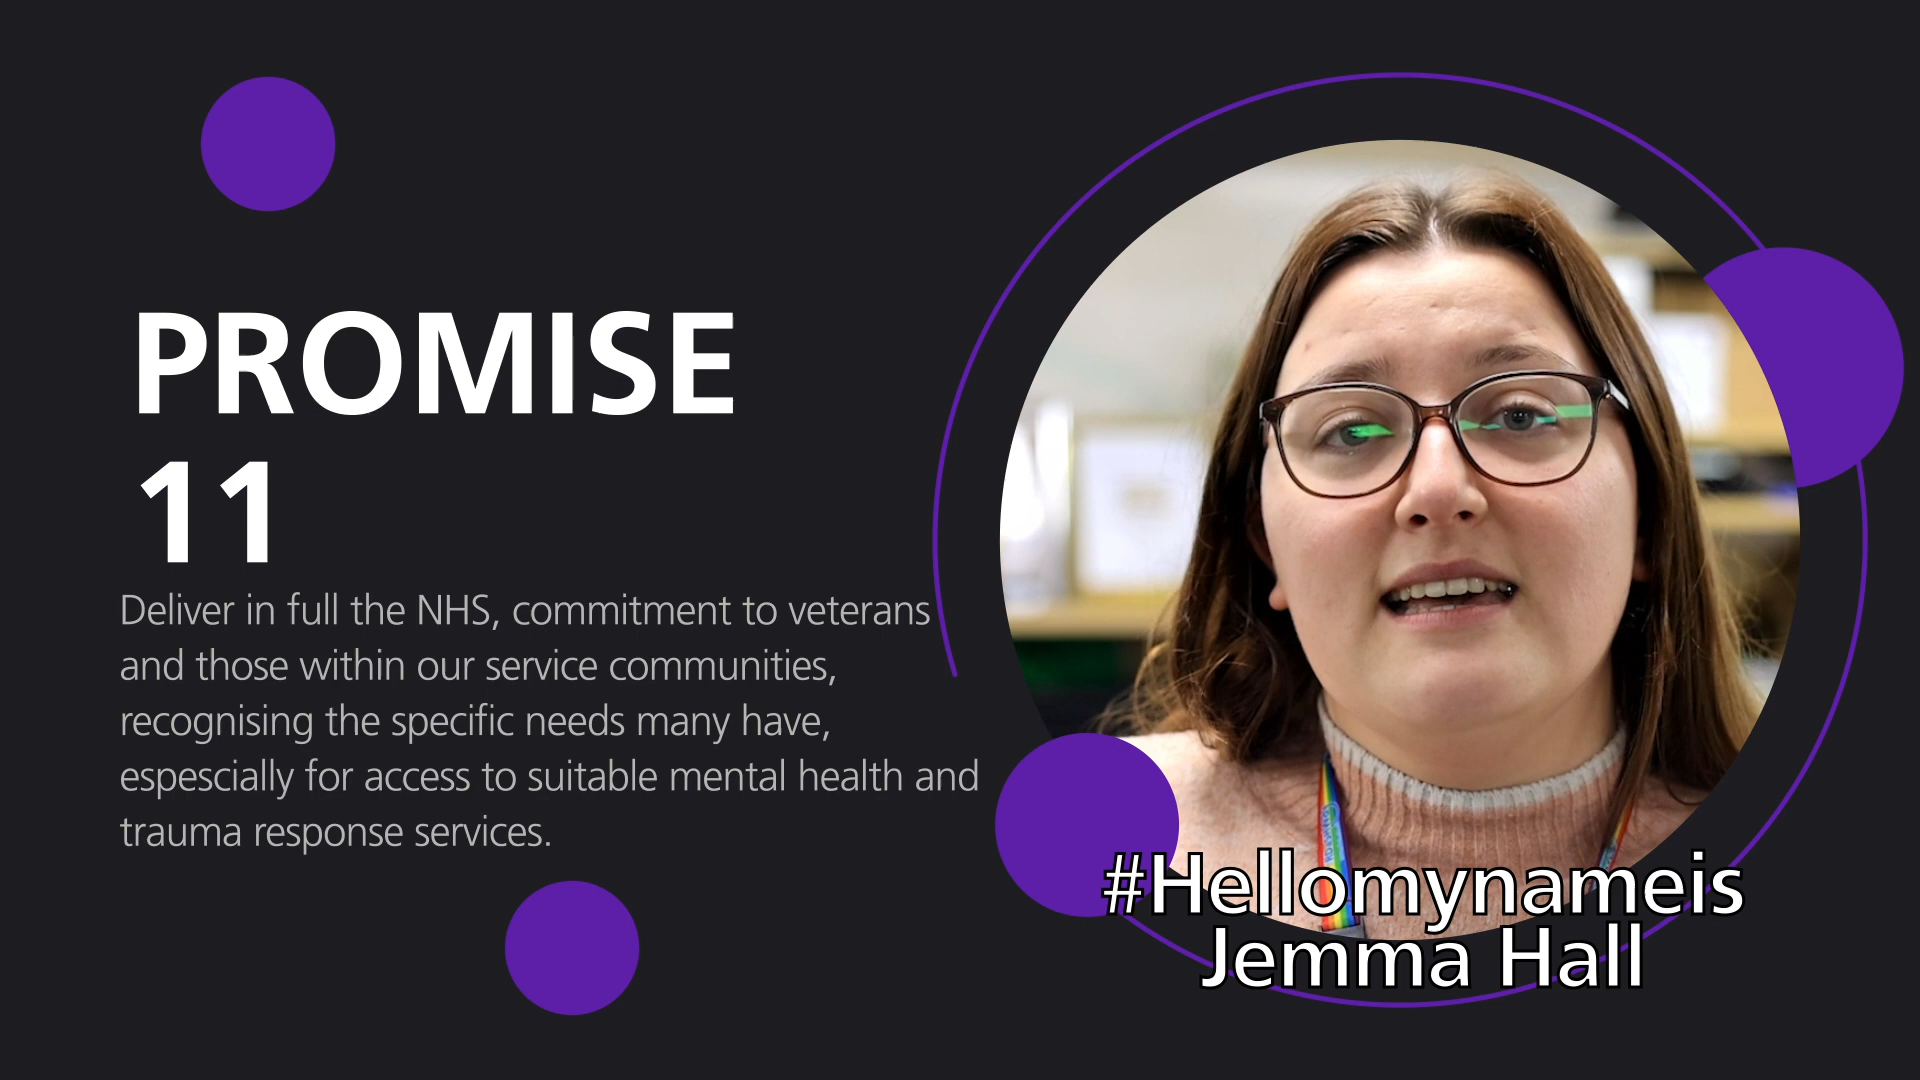 PROMISE
11
Deliver in full the NHS, commitment to veterans
and those within our service communities,
recognising the specific needs many have,
espescially for access to suitable mental health and
trauma response services.
#Hellomynameis
Jemma Hall